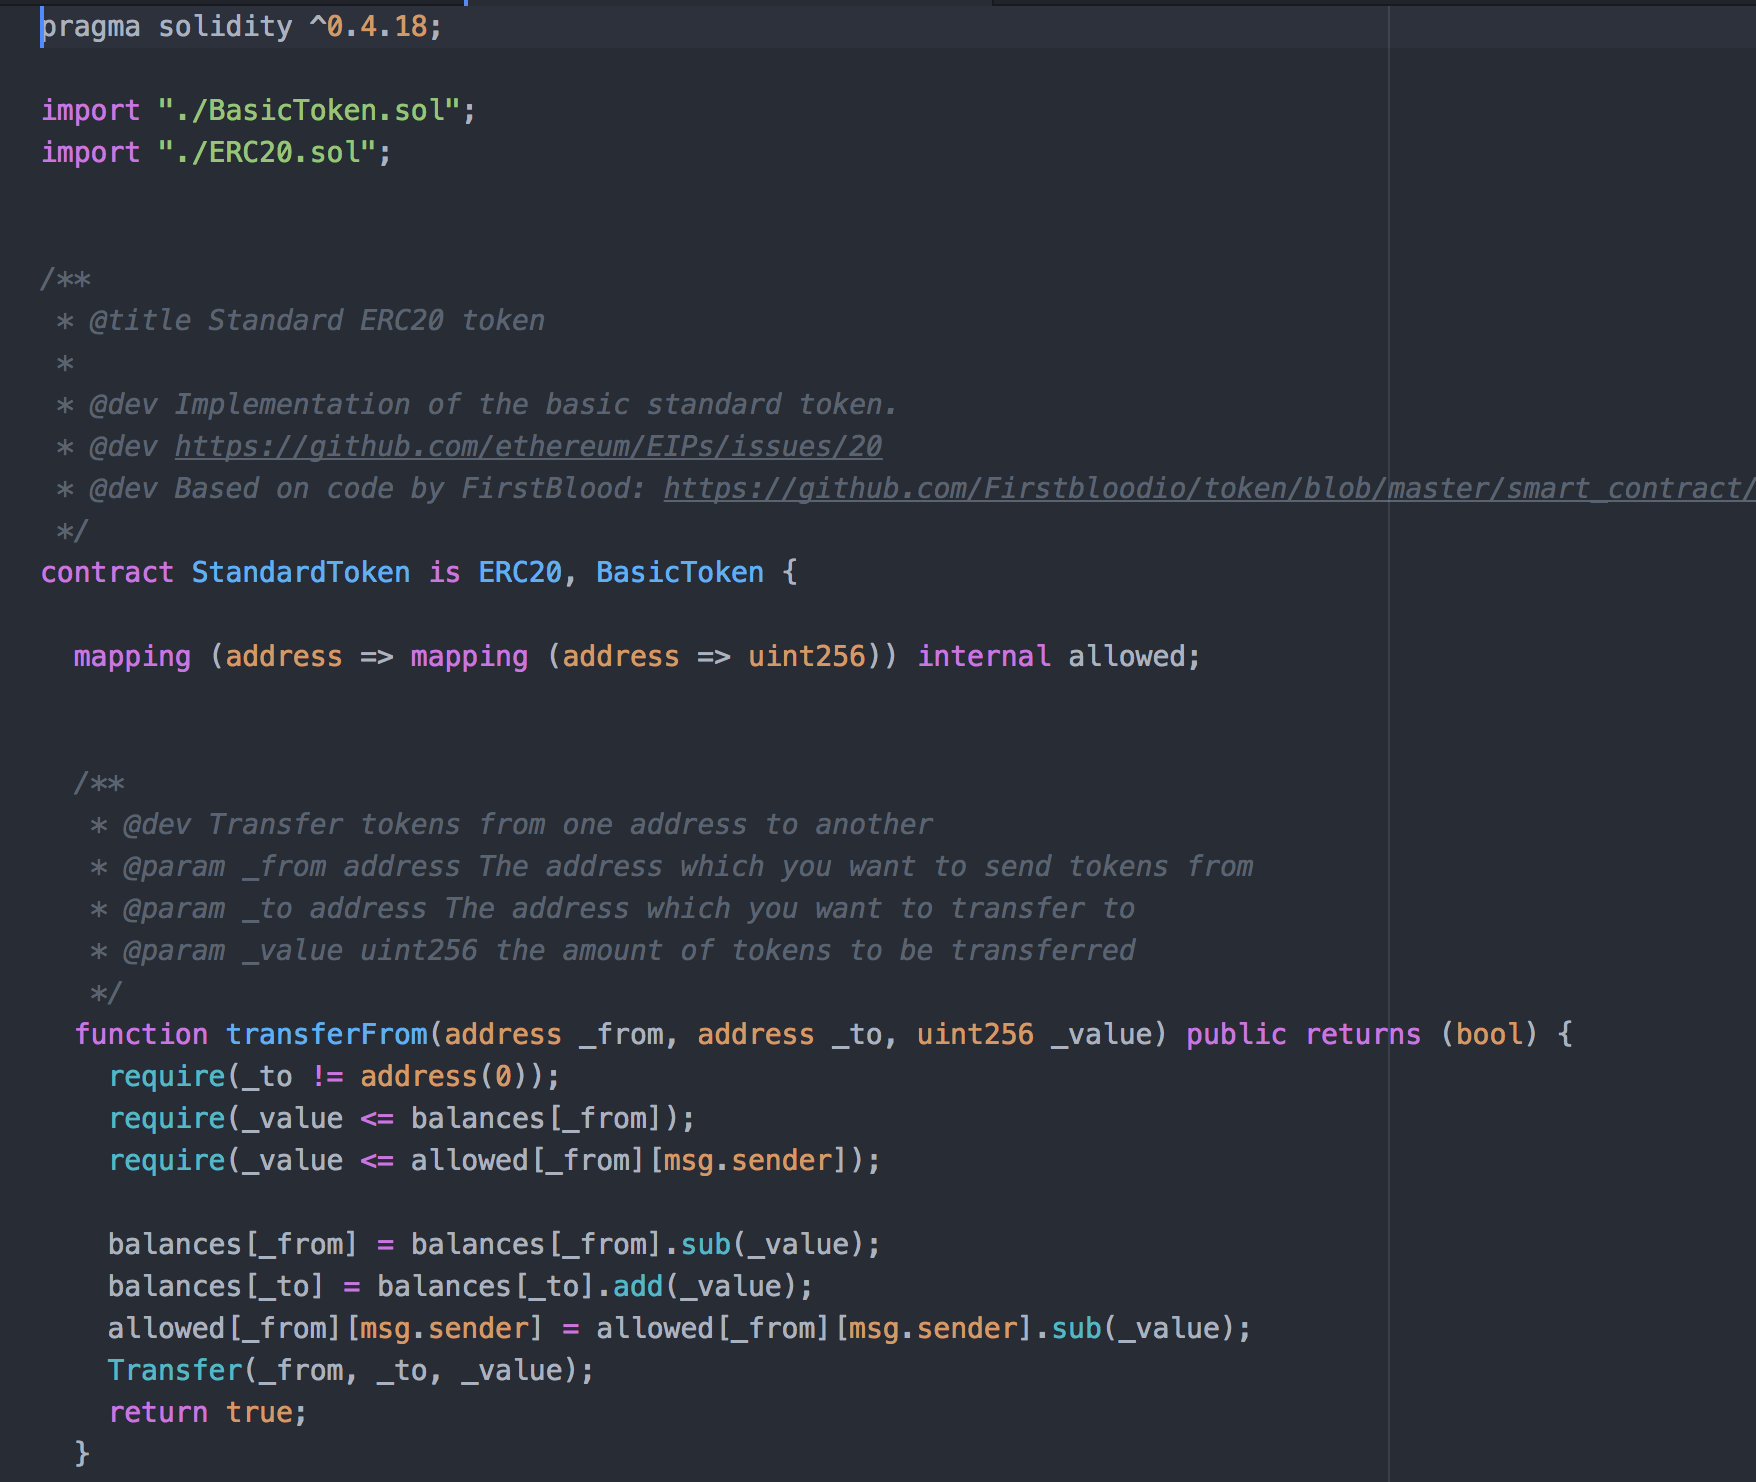 pragma solidity ^0.4.18;
import "./BasicToken.sol";
import "./ERC20.sol";
/**
* @title Standard ERC20 token
*
* @dev Implementation of the basic standard token.
* @dev https://github.com/ethereum/EIPs/issues/20
* @dev Based on code by FirstBlood: https://github.com/Firstbloodio/token/blob/master/smart_contract/
*/
contract StandardToken is ERC20, BasicToken {
mapping (address => mapping (address => uint256)) internal allowed;
/**
* @dev Transfer tokens from one address to another
* @param _from address The address which you want to send tokens from
* @param _to address The address which you want to transfer to
* @param _value uint256 the amount of tokens to be transferred
*/
function transferFrom(address _from, address _to, uint256 _value) public returns (bool) {
require(_to != address(0));
require(_value <= balances[_from]);
require(_value <= allowed[_from][msg.sender]);
balances[_from] = balances[_from].sub(_value);
balances[_to] = balances[_to].add(_value);
allowed[_from][msg.sender] = allowed[_from][msg.sender].sub(_value);
Transfer(_from, _to, _value);
return true;
}